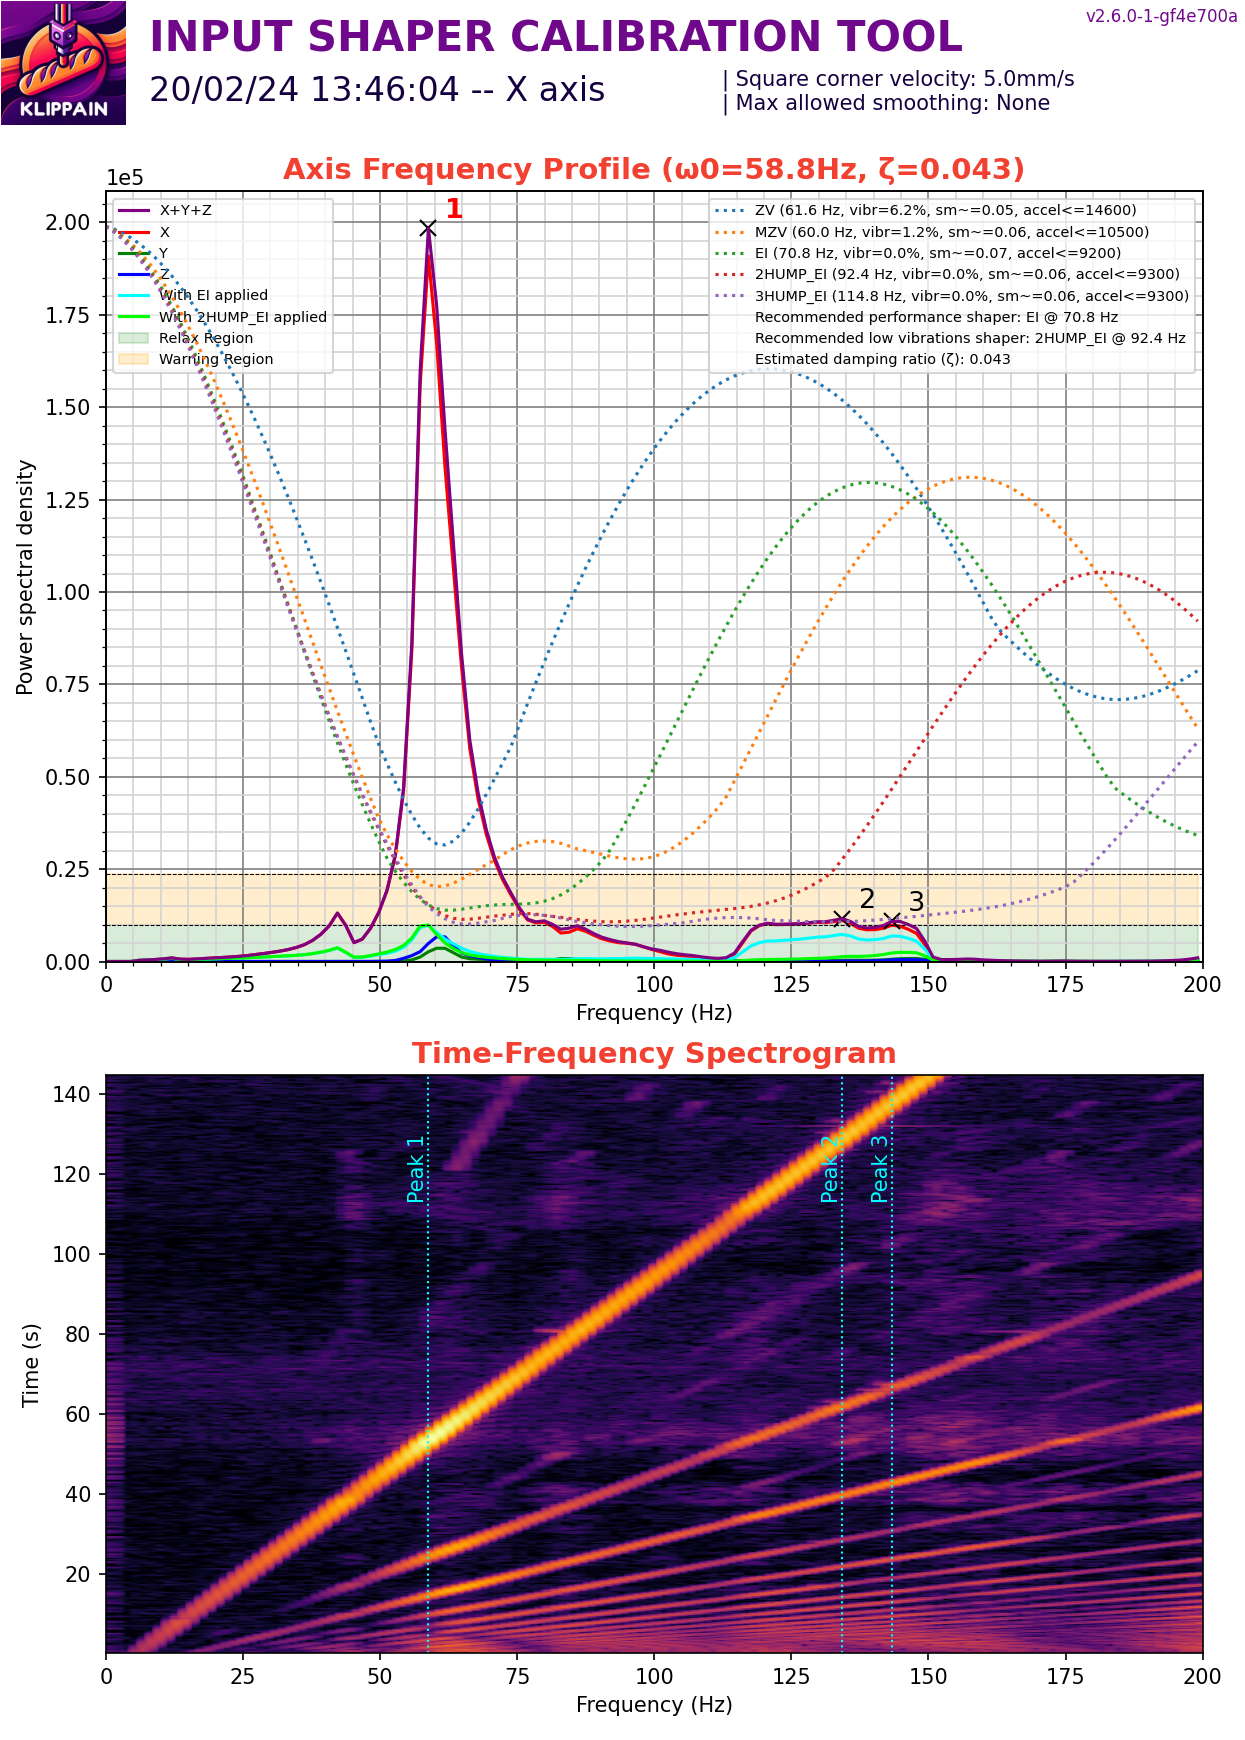 v2.6.0-1-gf4e700a
INPUT SHAPER CALIBRATION TOOL
20/02/24 13:46:04 -- X axis
| Square corner velocity: 5.0mm/s
| Max allowed smoothing: None
KLIPPAIN
Axis Frequency Profile (ω0=58.8Hz, ζ=0.043)
1e5
X+Y+Z
X
Y
Z
With EI applied
With 2HUMP_EI applied
Relax Region
Warning Region
1
ZV (61.6 Hz, vibr=6.2%, sm~=0.05, accel<=14600)
MZV (60.0 Hz, vibr=1.2%, sm~=0.06, accel<=10500)
EI (70.8 Hz, vibr=0.0%, sm~=0.07, accel<=9200)
2HUMP_EI (92.4 Hz, vibr=0.0%, sm~=0.06, accel<=9300)
3HUMP_EI (114.8 Hz, vibr=0.0%, sm~=0.06, accel<=9300)
Recommended performance shaper: EI @ 70.8 Hz
Recommended low vibrations shaper: 2HUMP_EI @ 92.4 Hz
Estimated damping ratio (ζ): 0.043
2.00
1.75
1.50
1.25
1.00
0.75
0.50
0.25
0.00
Power spectral density
2
3
0 25 50 75 100 125 150 175 200
Frequency (Hz)
Time-Frequency Spectrogram
140
120
100
80
60
40
20
Time (s)
Peak 1
Peak 2
Peak 3
0 25 50 75 100 125 150 175 200
Frequency (Hz)